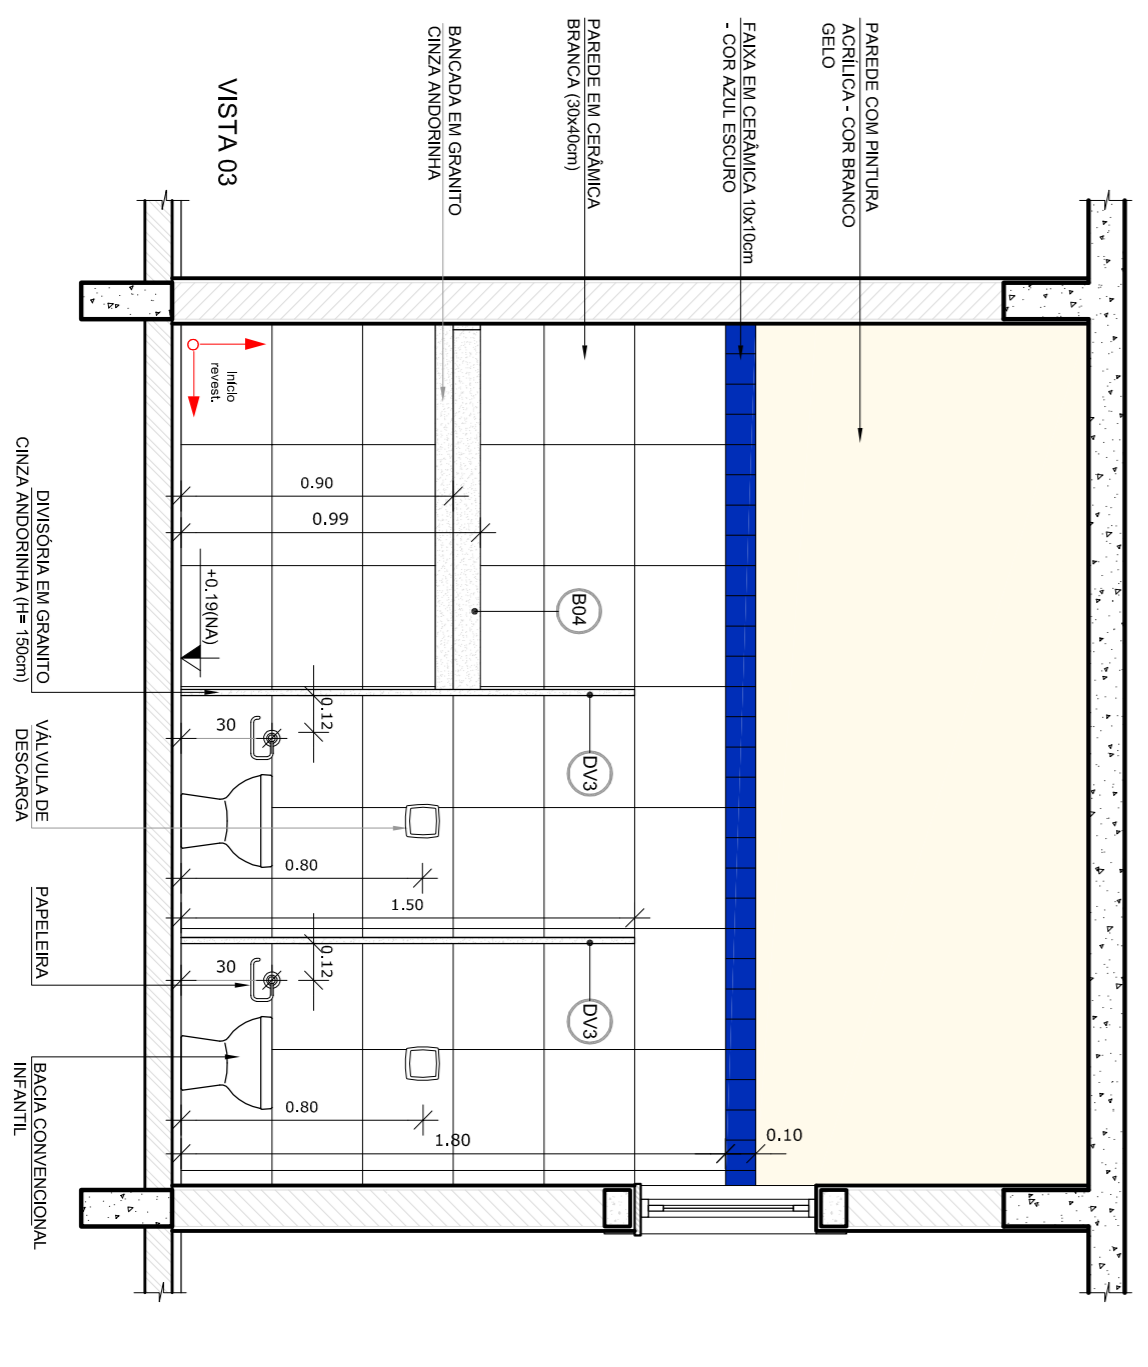 PAREDE COM PINTURA
ACRÍLICA - COR BRANCO
GELO
FAIXA EM CERÂMICA 10x10cm
- COR AZUL ESCURO
PAREDE EM CERÂMICA
BRANCA (30x40cm)
BANCADA EM GRANITO
CINZA ANDORINHA
VISTA 03
Início
revest.
0.90
0.99
B04
+0.19(NA)
0.12
30
DV3
0.80
1.50
0.12
30
DV3
0.80
1.80
0.10
DIVISÓRIA EM GRANITO
CINZA ANDORINHA (H= 150cm)
VÁLVULA DE
DESCARGA
PAPELEIRA
BACIA CONVENCIONAL
INFANTIL